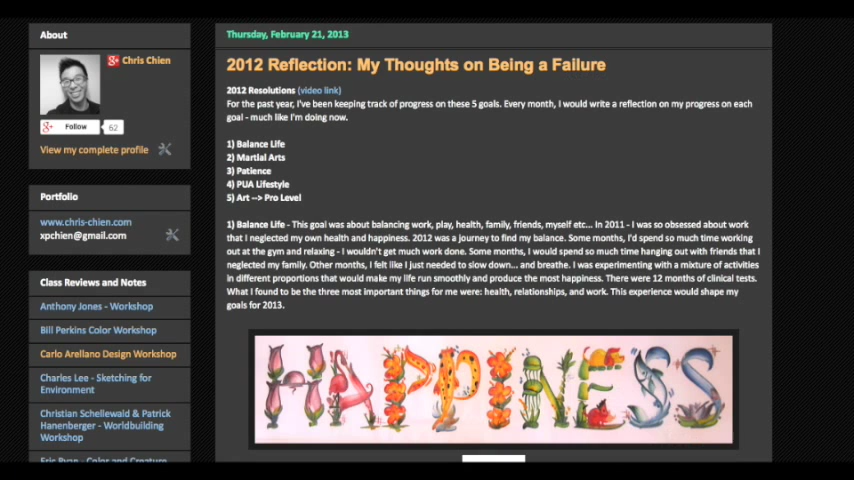 About
Chris Chien
Follow
62
View my complete profile
Portfolio
www.chris-chien.com
xpchien@gmail.com
Class Reviews and Notes
Anthony Jones - Workshop
Bill Perkins Color Workshop
Carlo Arellano Design Workshop
Charles Lee - Sketching for
Environment
Christian Schellewald & Patrick
Hanenberger - Worldbuilding
Workshop
Eric Ryan - Color and Creature
Thursday, February 21, 2013
2012 Reflection: My Thoughts on Being a Failure
2012 Resolutions (video link)
For the past year, I've been keeping track of progress on these 5 goals. Every month, I would write a reflection on my progress on each
goal - much like I'm doing now.
1) Balance Life
2) Martial Arts
3) Patience
4) PUA Lifestyle
5) Art --> Pro Level
1) Balance Life - This goal was about balancing work, play, health, family, friends, myself etc... In 2011 - I was so obsessed about work
that I neglected my own health and happiness. 2012 was a journey to find my balance. Some months, I'd spend so much time working
out at the gym and relaxing - I wouldn't get much work done. Some months, I would spend so much time hanging out with friends that I
neglected my family. Other months, I felt like I just needed to slow down... and breathe. I was experimenting with a mixture of activities
in different proportions that would make my life run smoothly and produce the most happiness. There were 12 months of clinical tests.
What I found to be the three most important things for me were: health, relationships, and work. This experience would shape my
goals for 2013.
HAPPINESS